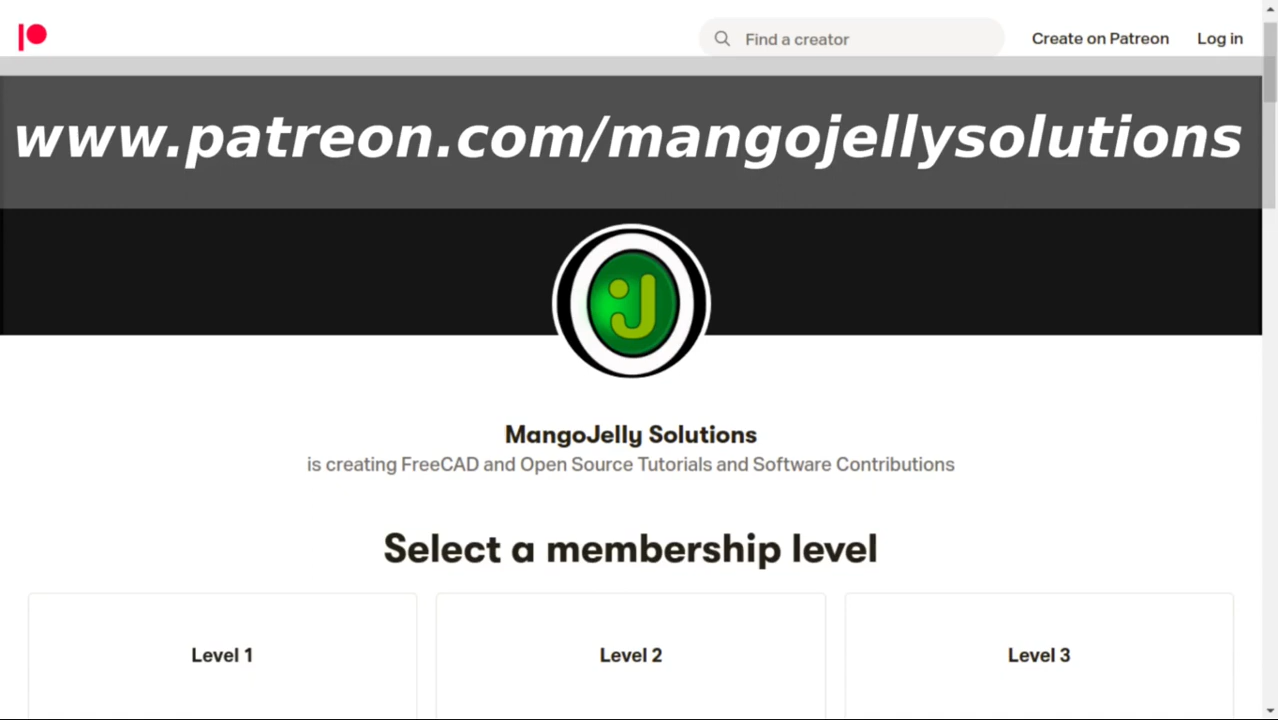 Find a creator
Create on Patreon
Log in
www.patreon.com/mangojellysolutions
MangoJelly Solutions
is creating FreeCAD and Open Source Tutorials and Software Contributions
Select a membership level
Level 1
Level 2
Level 3